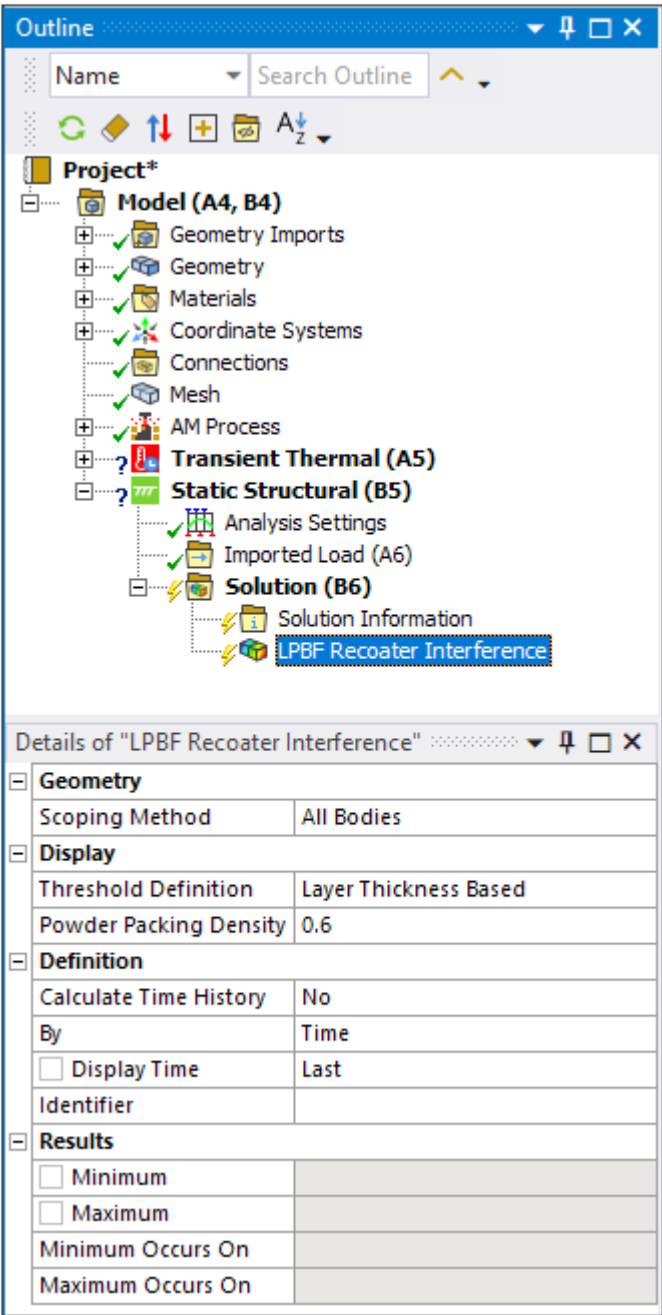 Outline
Name Search Outline
Project*
Model (A4, B4)
Geometry Imports
Geometry
Materials
Coordinate Systems
Connections
Mesh
AM Process
Transient Thermal (A5)
Static Structural (B5)
Analysis Settings
Imported Load (A6)
Solution (B6)
Solution Information
LPBF Recoater Interference
Details of "LPBF Recoater Interference"
Geometry
Scoping Method All Bodies
Display
Threshold Definition Layer Thickness Based
Powder Packing Density 0.6
Definition
Calculate Time History No
By Time
Display Time Last
Identifier
Results
Minimum
Maximum
Minimum Occurs On
Maximum Occurs On